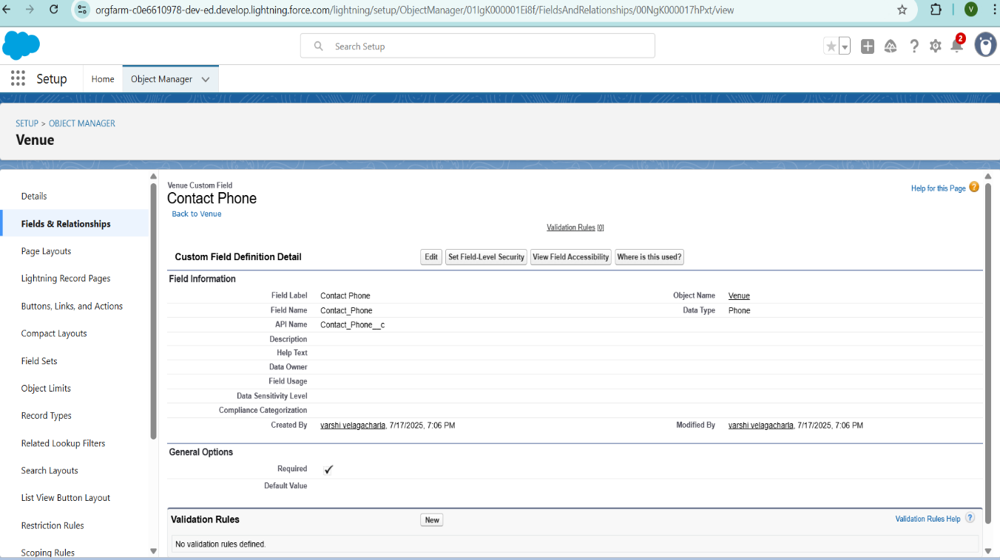 orgfarm-c0e6610978-dev-ed.develop.lightning.force.com/lightning/setup/ObjectManager/01IgK000001Ei8f/FieldsAndRelationships/00NgK000017hPxt/view
V
Search Setup
2
Setup
Home
Object Manager
SETUP > OBJECT MANAGER
Venue
Details
Fields & Relationships
Page Layouts
Lightning Record Pages
Buttons, Links, and Actions
Compact Layouts
Field Sets
Object Limits
Record Types
Related Lookup Filters
Search Layouts
List View Button Layout
Restriction Rules
Scoping Rules
Venue Custom Field
Contact Phone
Back to Venue
Help for this Page ?
Validation Rules [0]
Custom Field Definition Detail
Edit Set Field-Level Security View Field Accessibility Where is this used?
Field Information
Field Label Contact Phone Object Name Venue
Field Name Contact_Phone Data Type Phone
API Name Contact_Phone__c
Description
Help Text
Data Owner
Field Usage
Data Sensitivity Level
Compliance Categorization
Created By varshi velagacharla, 7/17/2025, 7:06 PM Modified By varshi velagacharla, 7/17/2025, 7:06 PM
General Options
Required ✓
Default Value
Validation Rules New Validation Rules Help ?
No validation rules defined.